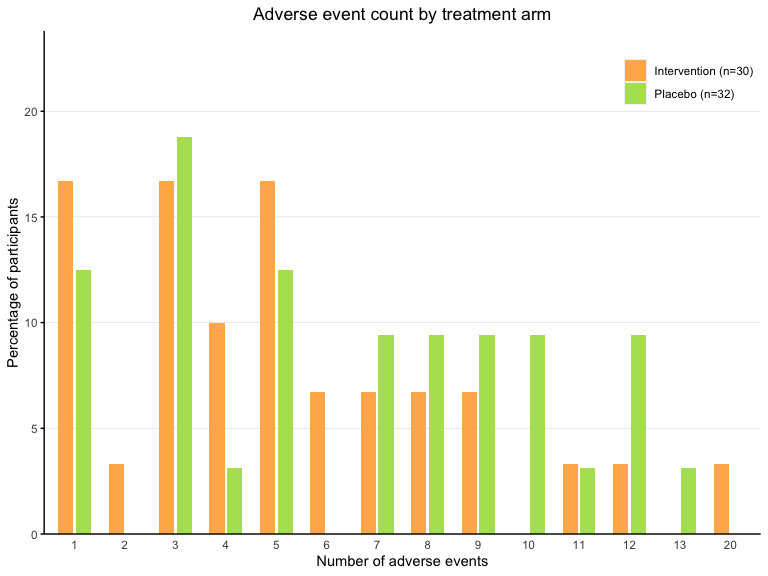 Adverse event count by treatment arm
Intervention (n=30)
Placebo (n=32)
Percentage of participants
20
15
10
5
0
1 2 3 4 5 6 7 8 9 10 11 12 13 20
Number of adverse events